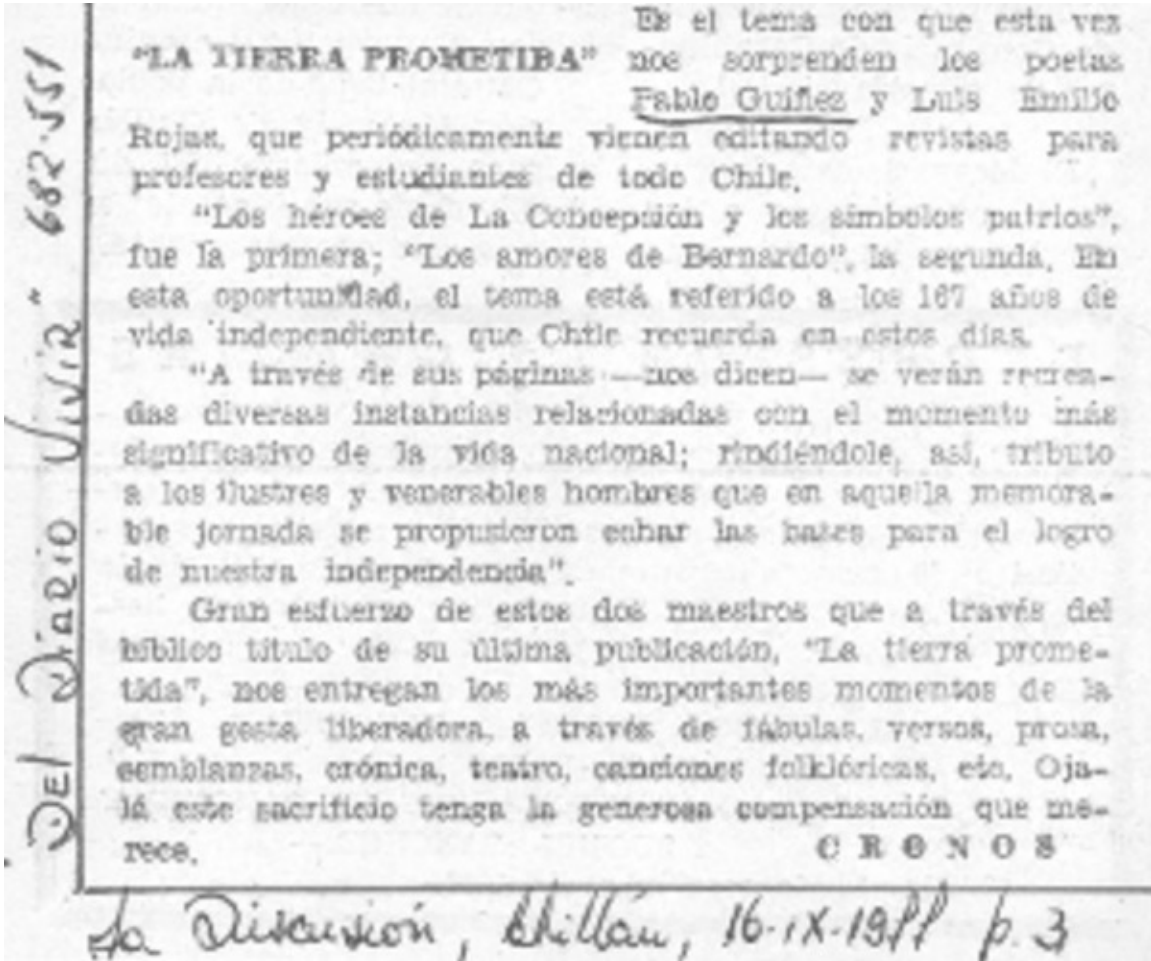 Es el tema con que esta vez
"LA TIERRA PROMETIBA" nos sorprenden los poetas
Pablo Guíñez y Luis Emilio
Rojas, que periódicamente vienen editando revistas para
profesores y estudiantes de todo Chile.
"Los héroes de La Concepción y los símbolos patrios",
fue la primera; "Los amores de Bernardo", la segunda. En
esta oportunidad, el tema está referido a los 167 años de
vida independiente, que Chile recuerda en estos días.
"A través de sus páginas —nos dicen— se verán recrea-
das diversas instancias relacionadas con el momento más
significativo de la vida nacional; rindiéndole, así, tributo
a los ilustres y venerables hombres que en aquella memora-
ble jornada se propusieron echar las bases para el logro
de nuestra independencia".
Gran esfuerzo de estos dos maestros que a través del
bíblico título de su última publicación, "La tierra prome-
tida", nos entregan los más importantes momentos de la
gran gesta liberadora, a través de fábulas, versos, prosa,
semblanzas, crónica, teatro, canciones folklóricas, etc. Oja-
lá este sacrificio tenga la generosa compensación que me-
rece.
CRONOS
Del Diario Vivir" 682.551
La Discusión, Chillán, 16-IX-1977 p. 3